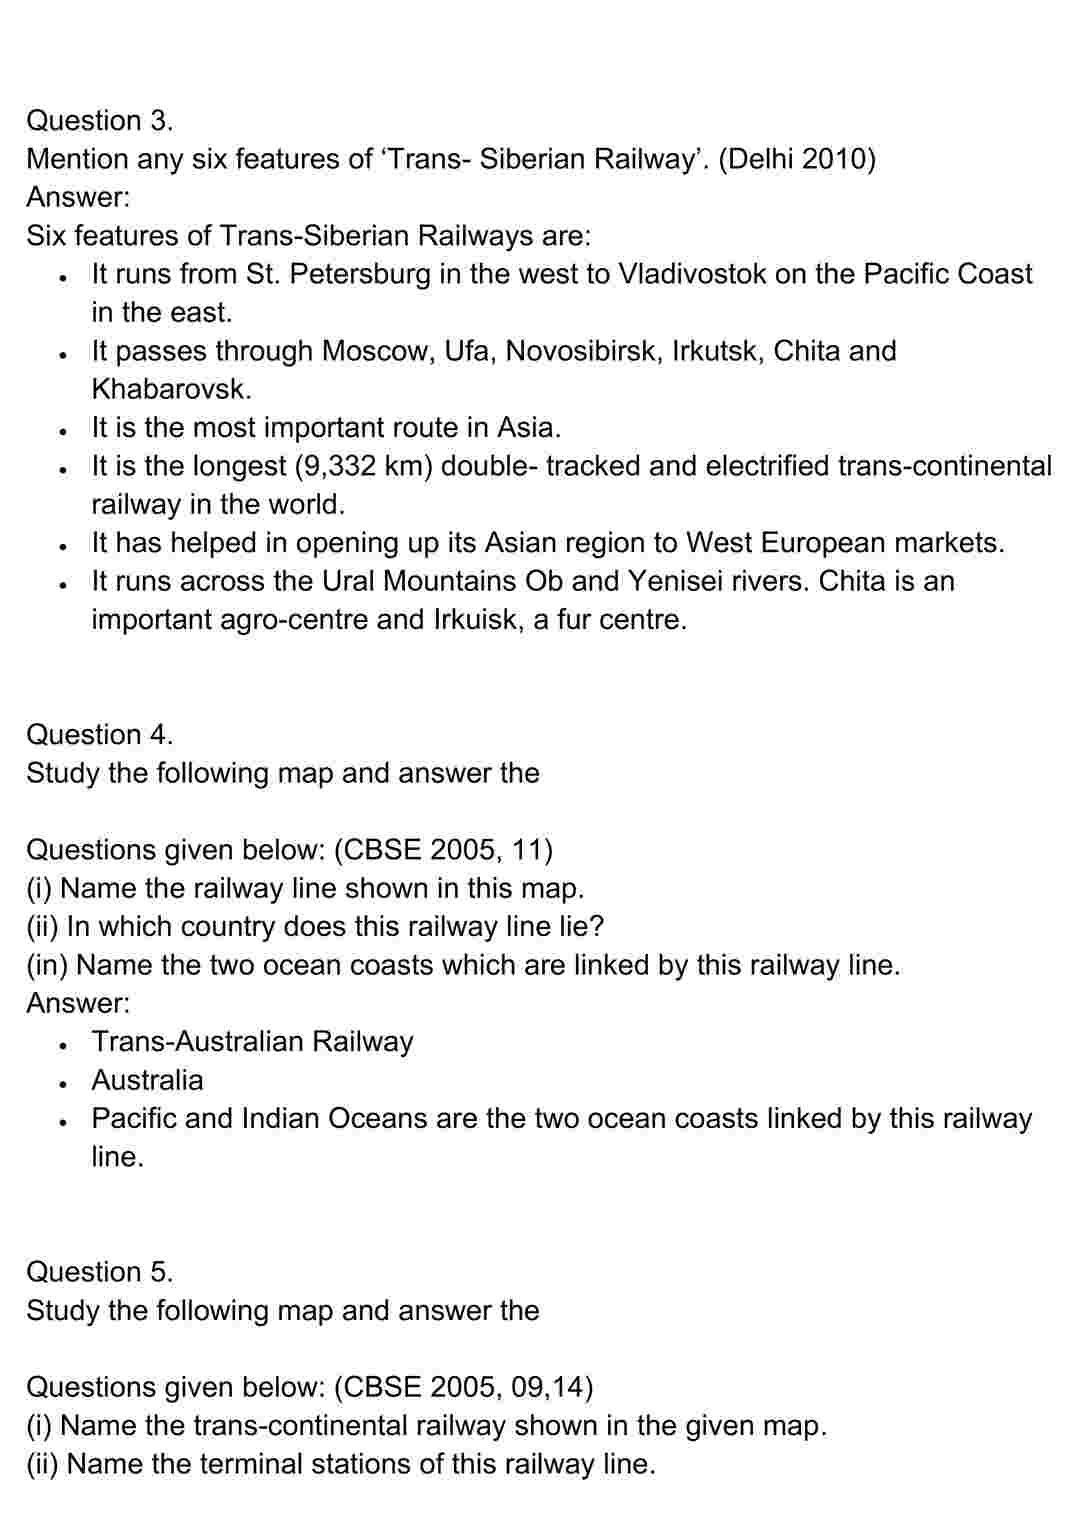 Question 3.
Mention any six features of ‘Trans- Siberian Railway’. (Delhi 2010)
Answer:
Six features of Trans-Siberian Railways are:
• It runs from St. Petersburg in the west to Vladivostok on the Pacific Coast
in the east.
• It passes through Moscow, Ufa, Novosibirsk, Irkutsk, Chita and
Khabarovsk.
• It is the most important route in Asia.
• It is the longest (9,332 km) double- tracked and electrified trans-continental
railway in the world.
• It has helped in opening up its Asian region to West European markets.
• It runs across the Ural Mountains Ob and Yenisei rivers. Chita is an
important agro-centre and Irkuisk, a fur centre.
Question 4.
Study the following map and answer the
Questions given below: (CBSE 2005, 11)
(i) Name the railway line shown in this map.
(ii) In which country does this railway line lie?
(in) Name the two ocean coasts which are linked by this railway line.
Answer:
• Trans-Australian Railway
• Australia
• Pacific and Indian Oceans are the two ocean coasts linked by this railway
line.
Question 5.
Study the following map and answer the
Questions given below: (CBSE 2005, 09,14)
(i) Name the trans-continental railway shown in the given map.
(ii) Name the terminal stations of this railway line.